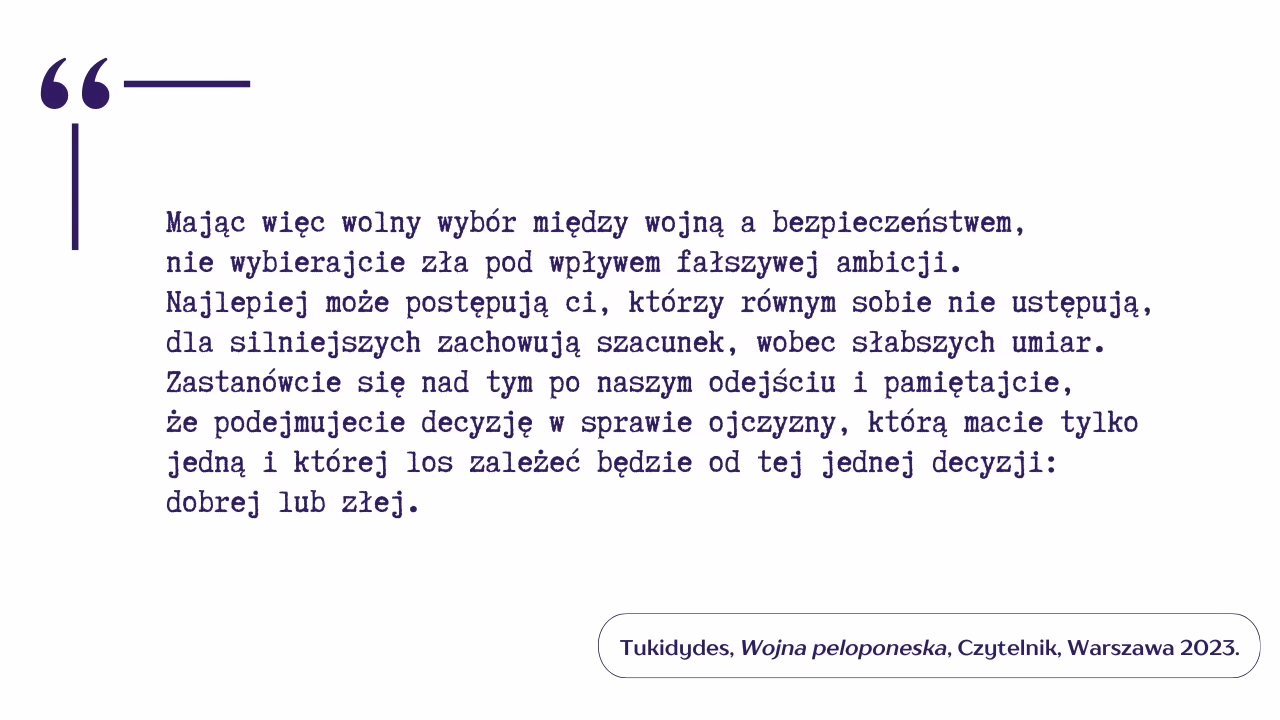 “
Mając więc wolny wybór między wojną a bezpieczeństwem,
nie wybierajcie zła pod wpływem fałszywej ambicji.
Najlepiej może postępują ci, którzy równym sobie nie ustępują,
dla silniejszych zachowują szacunek, wobec słabszych umiar.
Zastanówcie się nad tym po naszym odejściu i pamiętajcie,
że podejmujecie decyzję w sprawie ojczyzny, którą macie tylko
jedną i której los zależeć będzie od tej jednej decyzji:
dobrej lub złej.
Tukidydes, Wojna peloponeska, Czytelnik, Warszawa 2023.